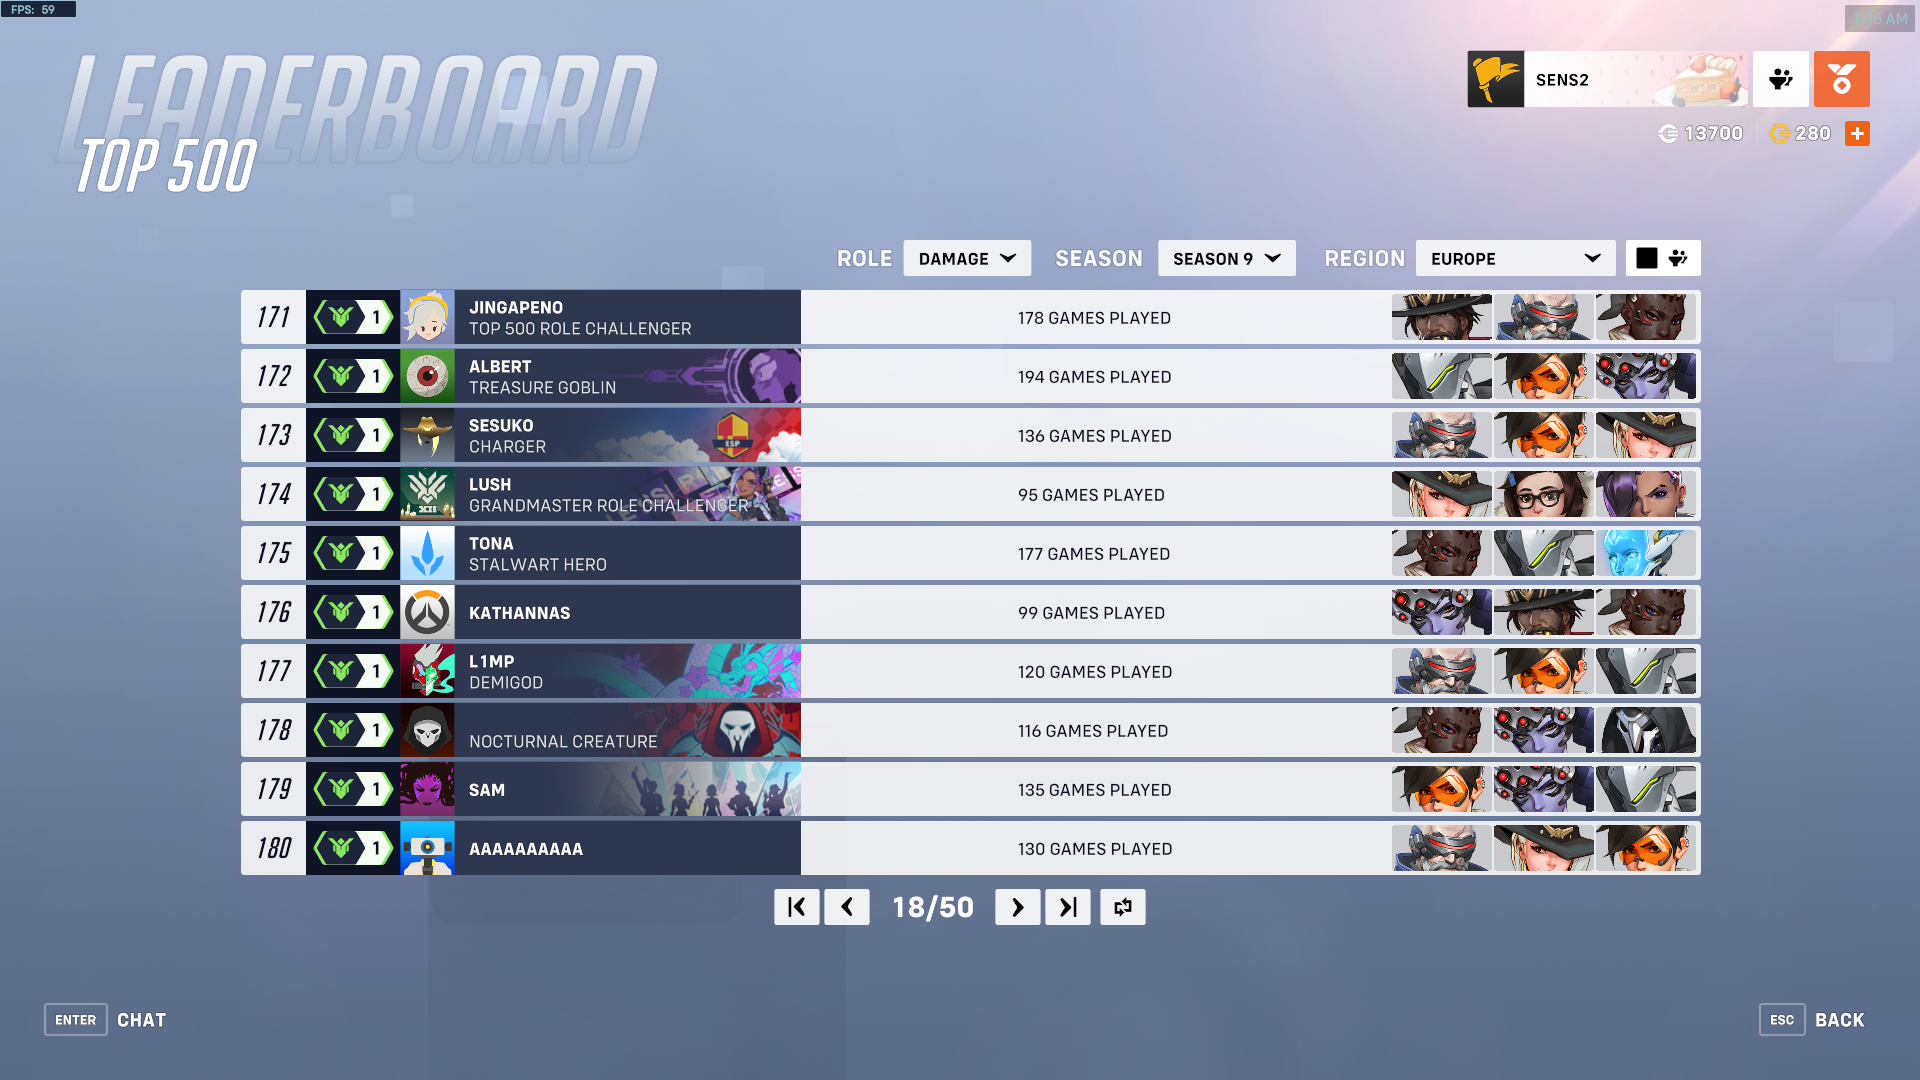 FPS: 59
1:05 AM
LEADERBOARD
TOP 500
SENS2
13700
280
ROLE
DAMAGE
SEASON
SEASON 9
REGION
EUROPE
171 1 JINGAPENO 178 GAMES PLAYED
TOP 500 ROLE CHALLENGER
172 1 ALBERT 194 GAMES PLAYED
TREASURE GOBLIN
173 1 SESUKO ESP 136 GAMES PLAYED
CHARGER
174 XII 1 LUSH 95 GAMES PLAYED
GRANDMASTER ROLE CHALLENGER
175 1 TONA 177 GAMES PLAYED
STALWART HERO
176 1 KATHANNAS 99 GAMES PLAYED
177 1 L1MP 120 GAMES PLAYED
DEMIGOD
178 1 116 GAMES PLAYED
NOCTURNAL CREATURE
179 1 SAM 135 GAMES PLAYED
180 1 AAAAAAAAAA 130 GAMES PLAYED
18/50
ENTER CHAT
ESC BACK